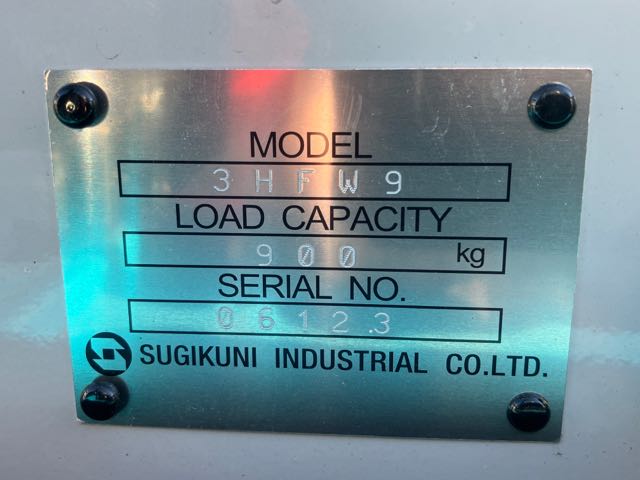 MODEL
3HFW9
LOAD CAPACITY
900 kg
SERIAL NO.
06123
SUGIKUNI INDUSTRIAL CO.LTD.